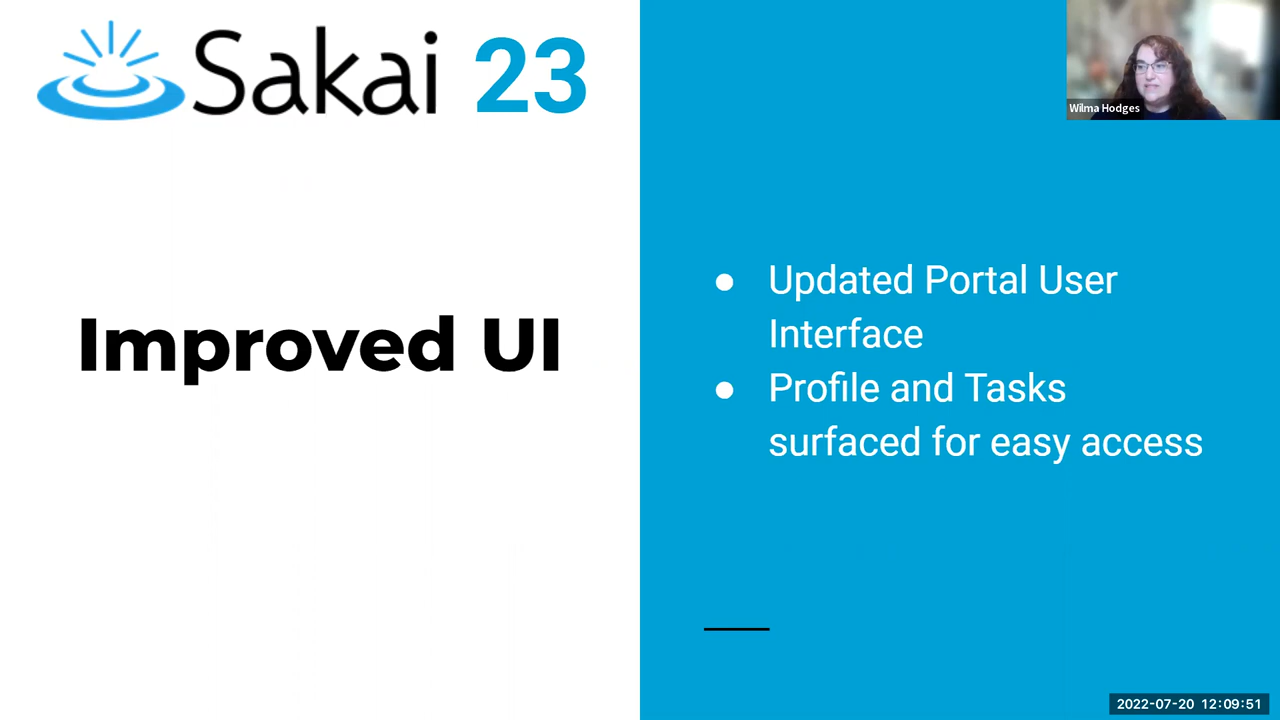 Sakai 23
Wilma Hodges
Improved UI
● Updated Portal User
Interface
● Profile and Tasks
surfaced for easy access
2022-07-20 12:09:51